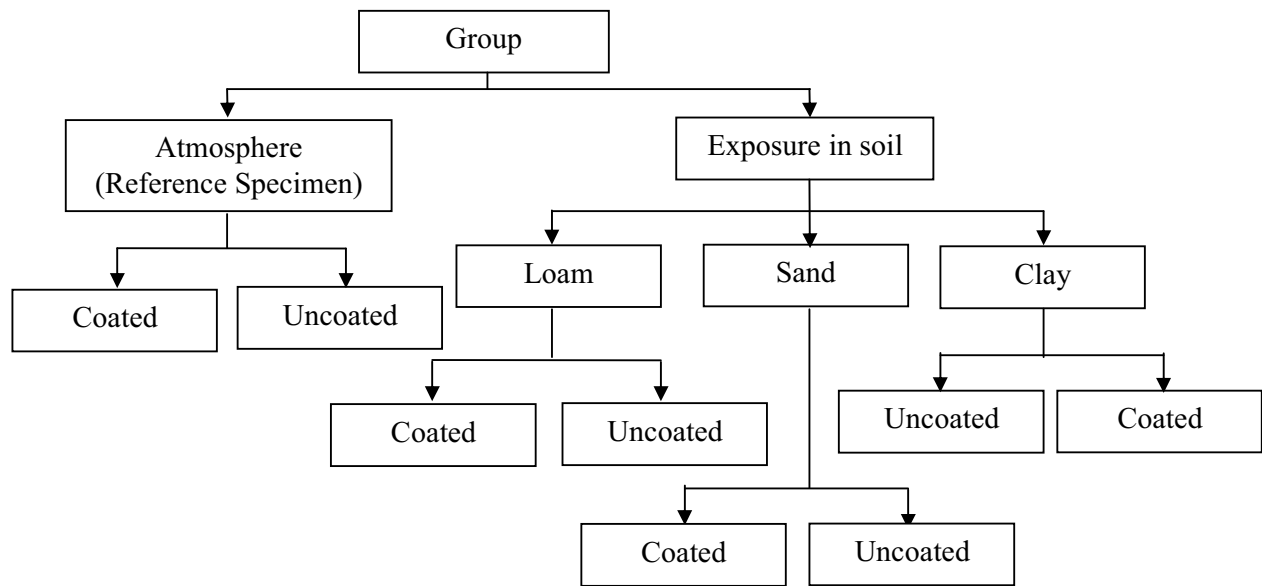 Group
Atmosphere
(Reference Specimen)
Exposure in soil
Coated
Uncoated
Loam
Sand
Clay
Coated
Uncoated
Uncoated
Coated
Coated
Uncoated